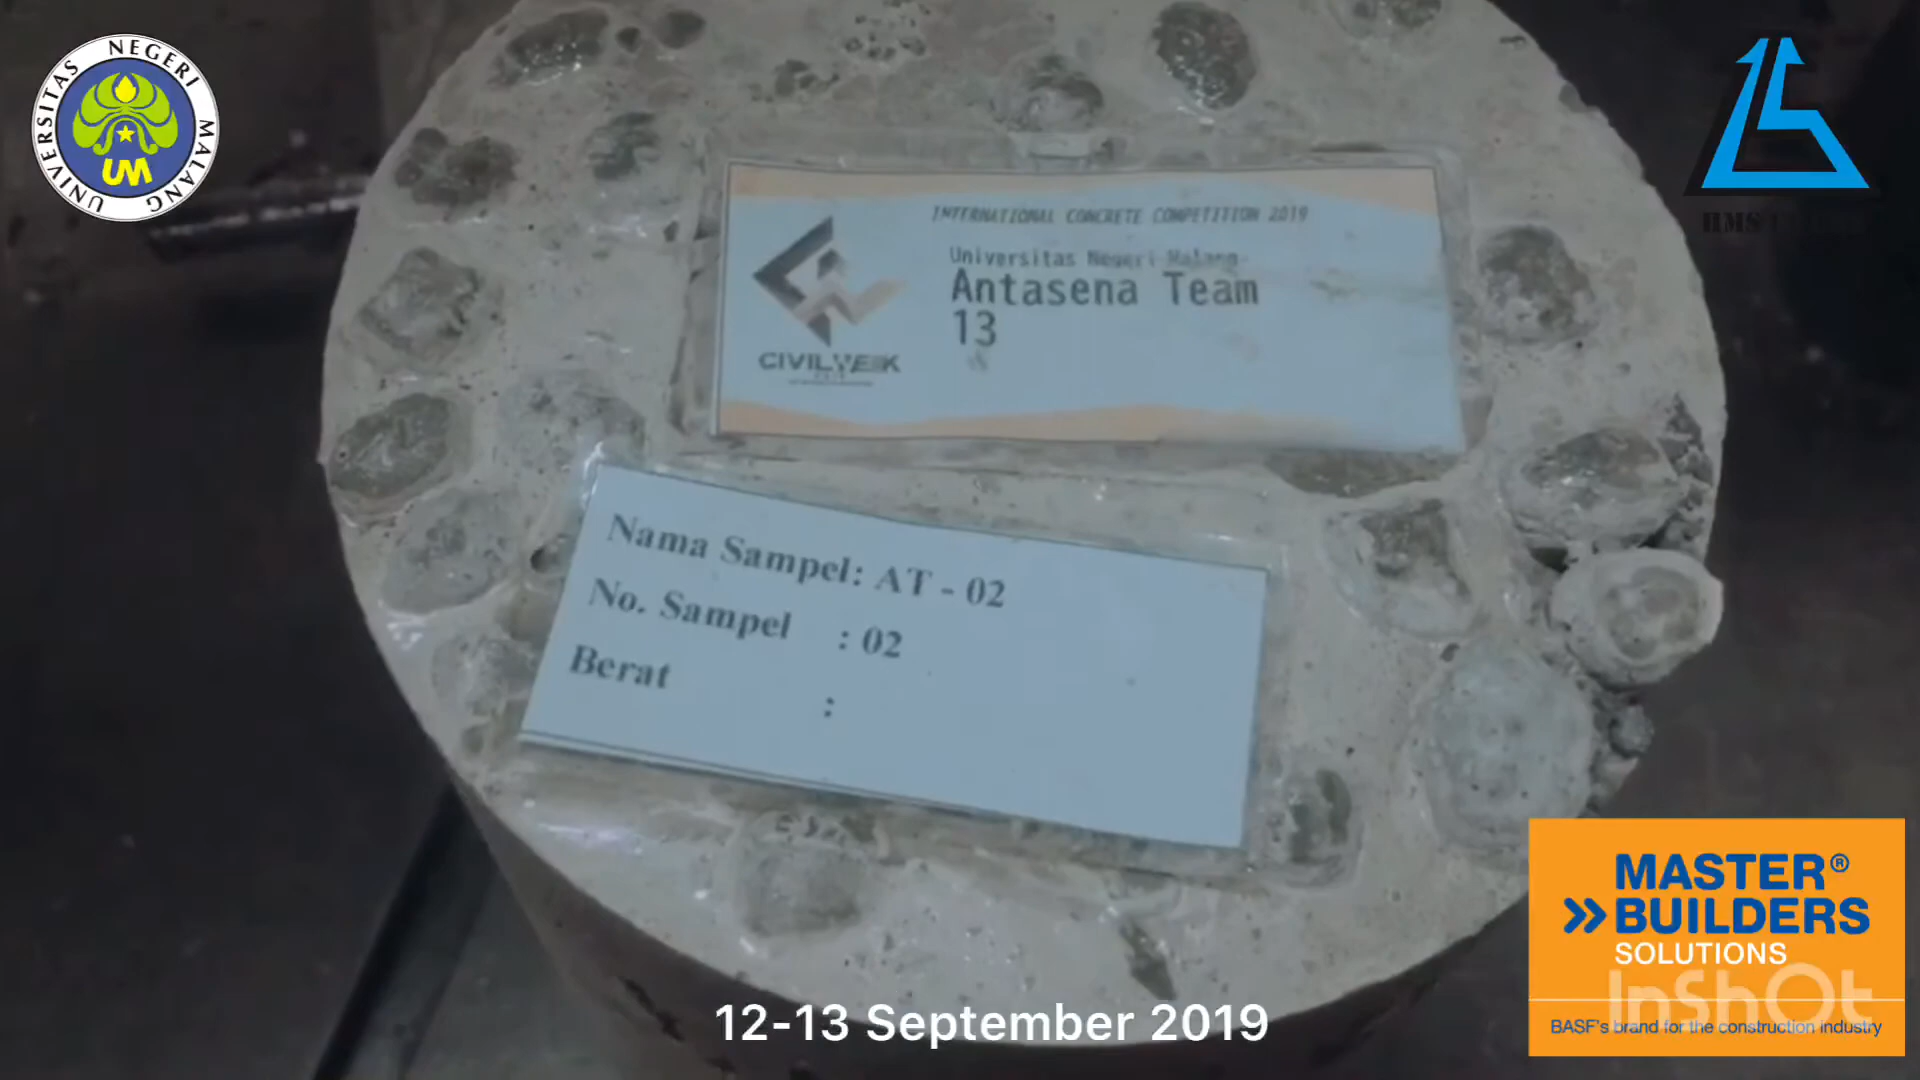 UNIVERSITAS NEGERI MALANG
UM
INTERNATIONAL CONCRETE COMPETITION 2019
Universitas Negeri Malang
Antasena Team
13
CIVILWEEK
Nama Sampel: AT - 02
No. Sampel : 02
Berat :
MASTER®
BUILDERS
SOLUTIONS
InShOt
BASF's brand for the construction industry
12-13 September 2019